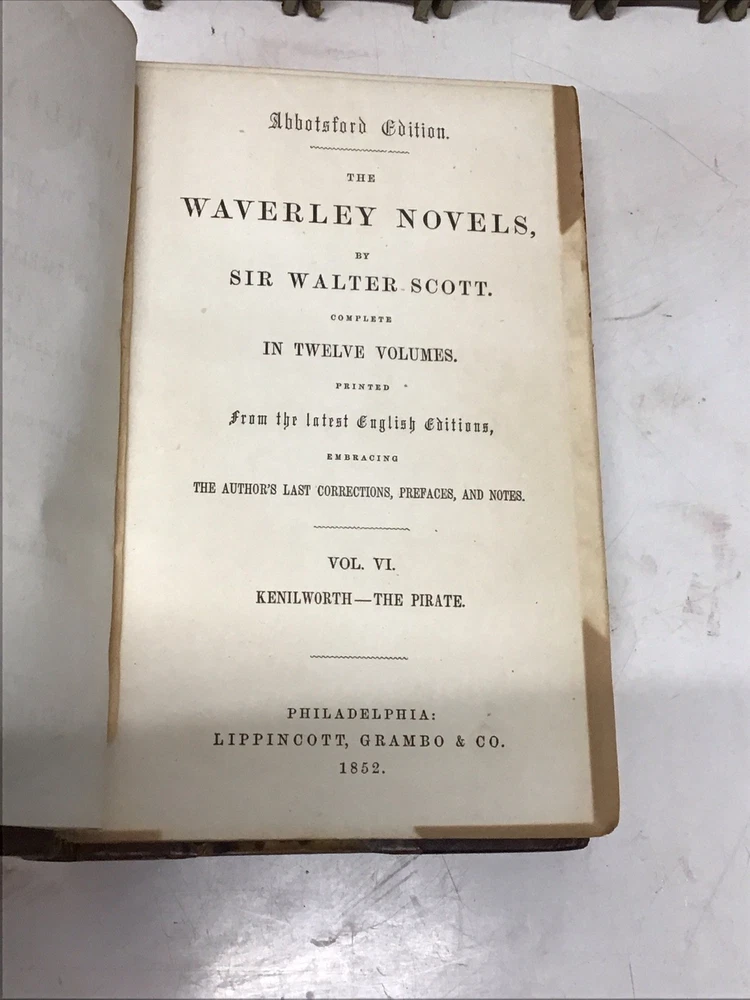 Abbotsford Edition.
THE
WAVERLEY NOVELS,
BY
SIR WALTER SCOTT.
COMPLETE
IN TWELVE VOLUMES.
PRINTED
From the latest English Editions,
EMBRACING
THE AUTHOR'S LAST CORRECTIONS, PREFACES, AND NOTES.
VOL. VI.
KENILWORTH—THE PIRATE.
PHILADELPHIA:
LIPPINCOTT, GRAMBO & CO.
1852.